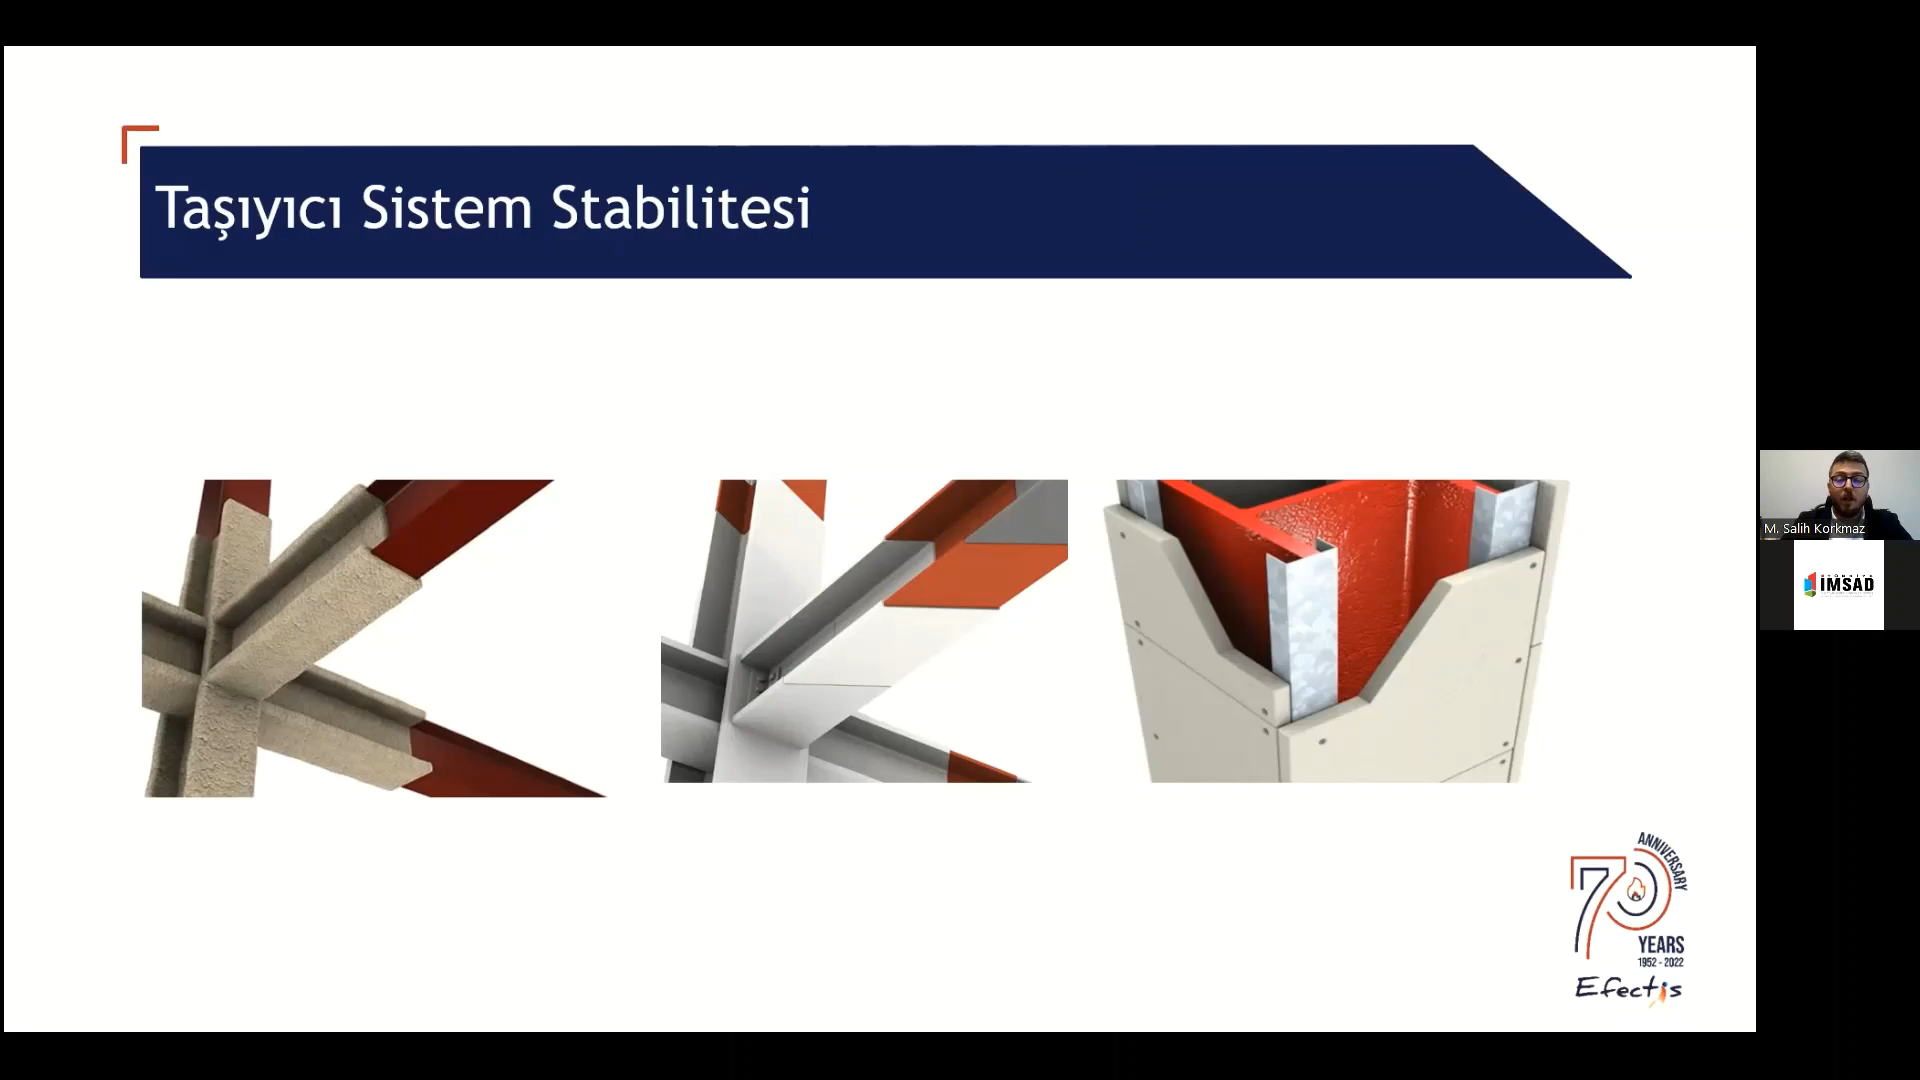 Taşıyıcı Sistem Stabilitesi
M. Salih Korkmaz
İMSAD
ANNIVERSARY
70
YEARS
1952 - 2022
Efectis